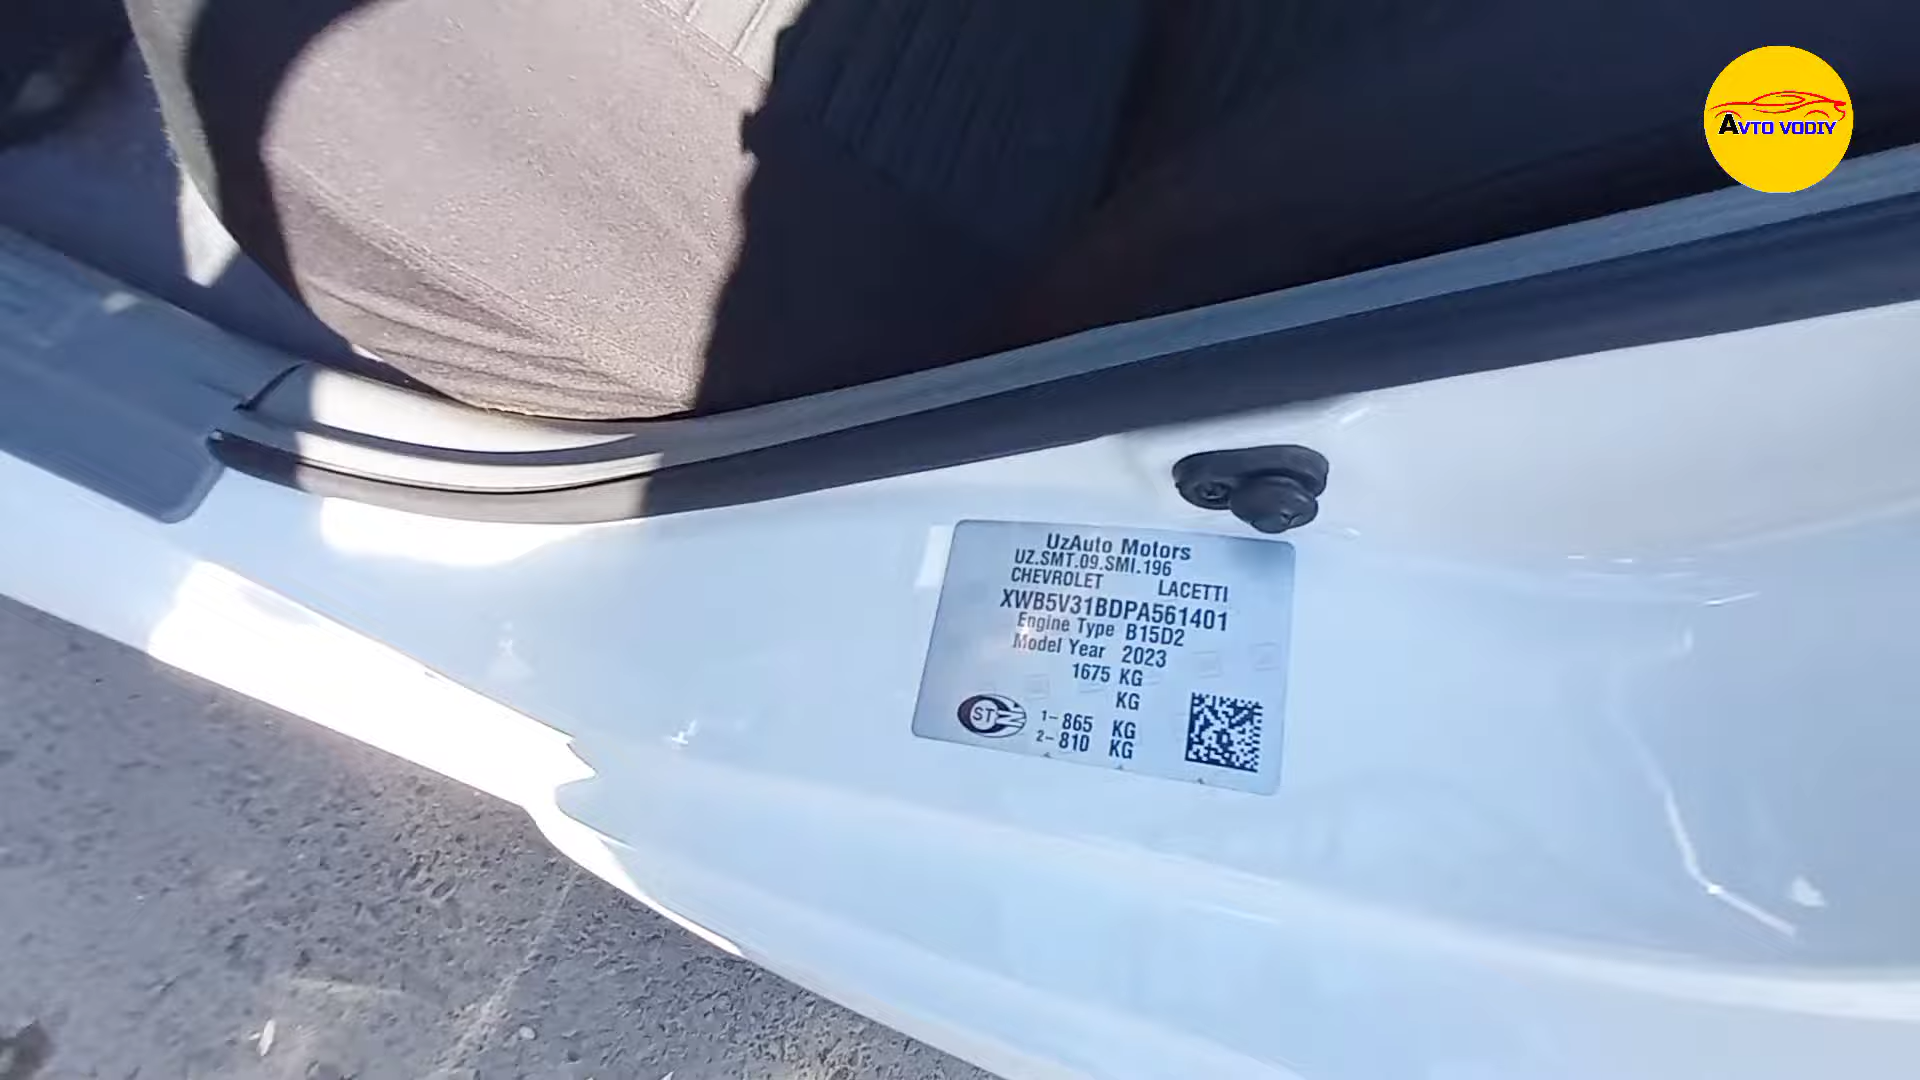 AVTO VODIY
UzAuto Motors
UZ.SMT.09.SMI.196
CHEVROLET LACETTI
XWB5V31BDPA561401
Engine Type B15D2
Model Year 2023
1675 KG
KG
1- 865 KG
2- 810 KG
ST